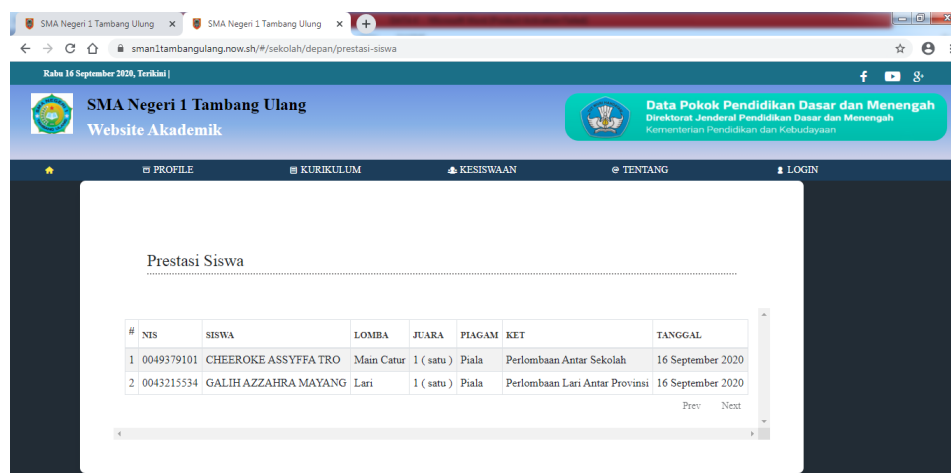 SMA Negeri 1 Tambang Ulung
SMA Negeri 1 Tambang Ulung
sman1tambangulang.now.sh/#/sekolah/depan/prestasi-siswa
Rabu 16 September 2020, Terikini |
SMA Negeri 1 Tambang Ulang
Website Akademik
Data Pokok Pendidikan Dasar dan Menengah
Direktorat Jenderal Pendidikan Dasar dan Menengah
Kementerian Pendidikan dan Kebudayaan
PROFILE KURIKULUM KESISWAAN @ TENTANG LOGIN
Prestasi Siswa
# NIS SISWA LOMBA JUARA PIAGAM KET TANGGAL
1 0049379101 CHEEROKE ASSYFFA TRO Main Catur 1 ( satu ) Piala Perlombaan Antar Sekolah 16 September 2020
2 0043215534 GALIH AZZAHRA MAYANG Lari 1 ( satu ) Piala Perlombaan Lari Antar Provinsi 16 September 2020
Prev Next